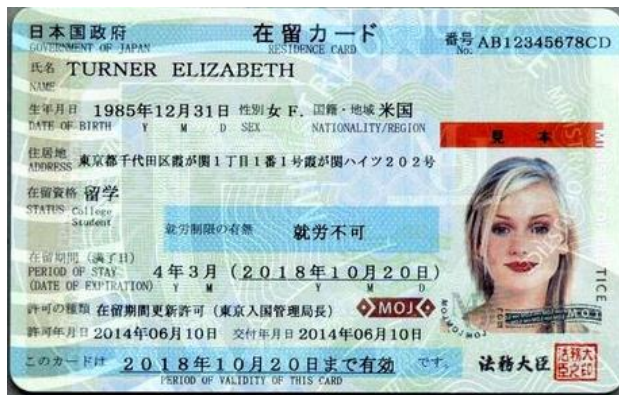 日本国政府 在留カード 番号 AB12345678CD
GOVERNMENT OF JAPAN RESIDENCE CARD No.
氏名 TURNER ELIZABETH
NAME
生年月日 1985年12月31日 性別 女 F. 国籍・地域 米国
DATE OF BIRTH Y M D SEX NATIONALITY/REGION
見本
住居地 東京都千代田区霞が関1丁目1番1号霞が関ハイツ202号
ADDRESS
在留資格 留学
STATUS College
Student
就労制限の有無 就労不可
在留期間(満了日)
PERIOD OF STAY 4年3月(2018年10月20日)
(DATE OF EXPIRATION) Y M Y M D
許可の種類 在留期間更新許可(東京入国管理局長) MOJ
許可年月日 2014年06月10日 交付年月日 2014年06月10日
このカードは 2018年10月20日まで有効 です。 法務大臣
PERIOD OF VALIDITY OF THIS CARD